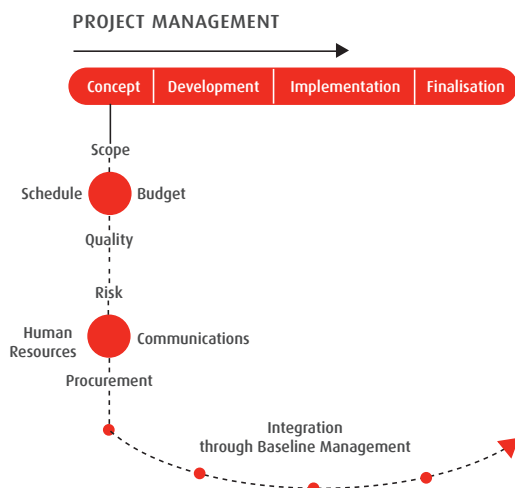 PROJECT MANAGEMENT
Concept Development Implementation Finalisation
Scope
Schedule Budget
Quality
Risk
Human
Resources
Communications
Procurement
Integration
through Baseline Management